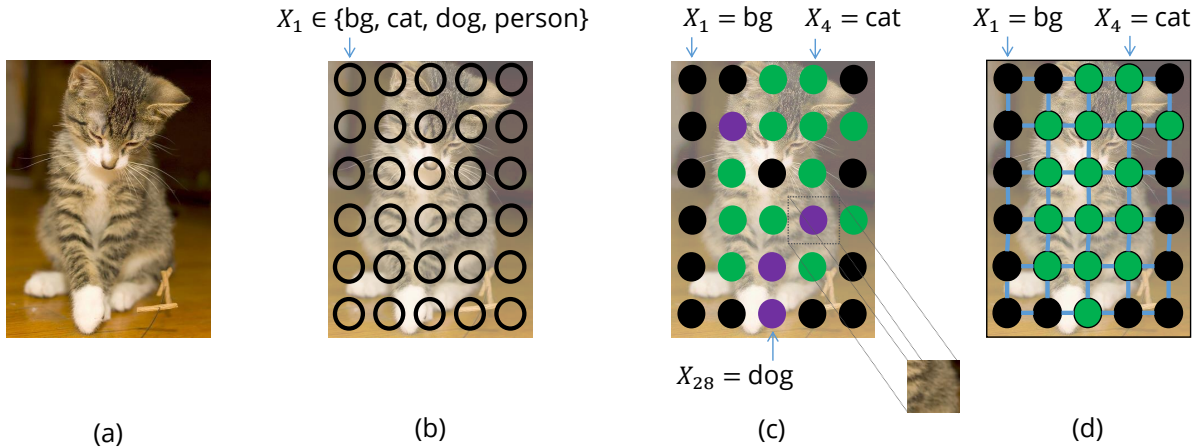 X₁ ∈ {bg, cat, dog, person}
X₁ = bg
X₄ = cat
X₁ = bg
X₄ = cat
X₂₈ = dog
(a)
(b)
(c)
(d)